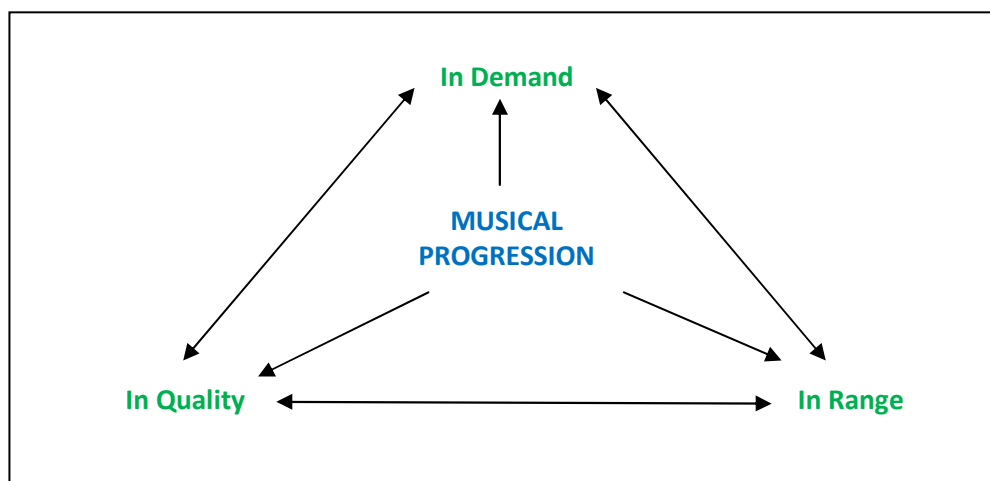 In Demand
MUSICAL
PROGRESSION
In Quality
In Range